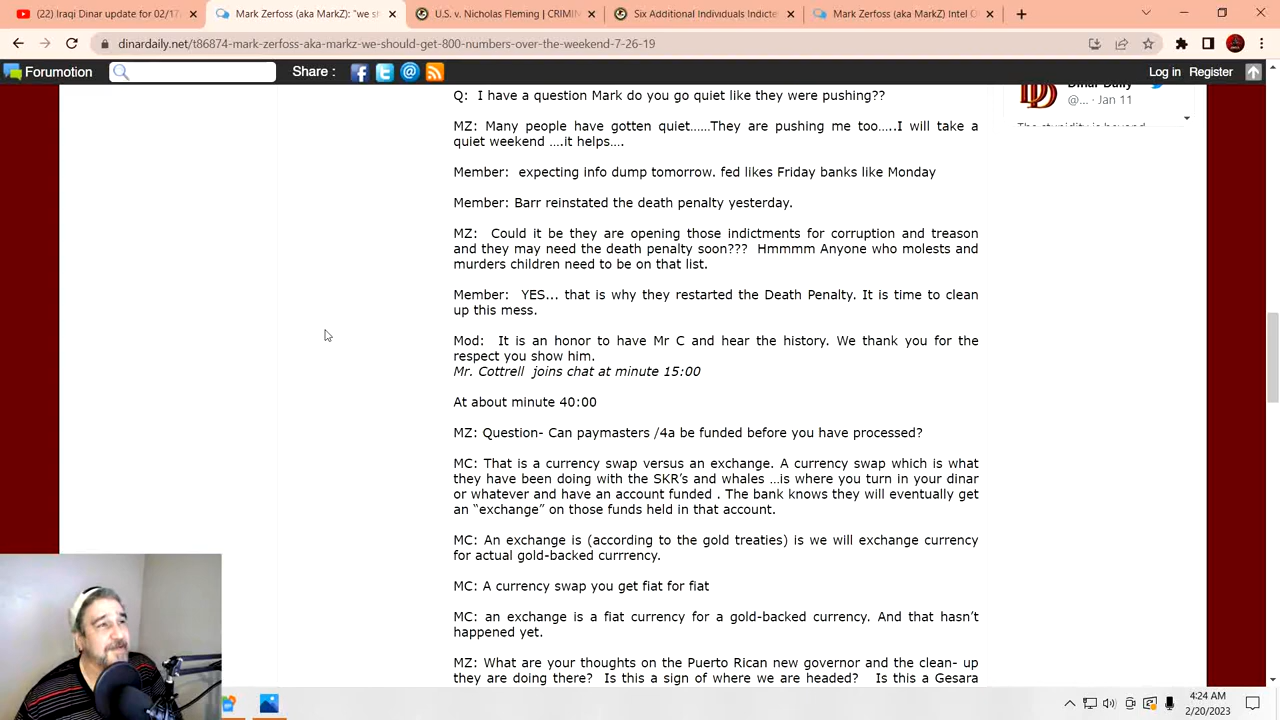 (22) Iraqi Dinar update for 02/17/
Mark Zerfoss (aka MarkZ): "we s
U.S. v. Nicholas Fleming | CRIMIN
Six Additional Individuals Indicte
Mark Zerfoss (aka MarkZ) Intel O
dinardaily.net/t86874-mark-zerfoss-aka-markz-we-should-get-800-number-over-the-weekend-7-26-19
Forumotion
Share :
Log in Register
Dinar Daily
@... · Jan 11
The stupidity is beyond
Q: I have a question Mark do you go quiet like they were pushing??
MZ: Many people have gotten quiet……They are pushing me too…..I will take a
quiet weekend ….it helps….
Member: expecting info dump tomorrow. fed likes Friday banks like Monday
Member: Barr reinstated the death penalty yesterday.
MZ: Could it be they are opening those indictments for corruption and treason
and they may need the death penalty soon??? Hmmmm Anyone who molests and
murders children need to be on that list.
Member: YES... that is why they restarted the Death Penalty. It is time to clean
up this mess.
Mod: It is an honor to have Mr C and hear the history. We thank you for the
respect you show him.
Mr. Cottrell joins chat at minute 15:00
At about minute 40:00
MZ: Question- Can paymasters /4a be funded before you have processed?
MC: That is a currency swap versus an exchange. A currency swap which is what
they have been doing with the SKR's and whales …is where you turn in your dinar
or whatever and have an account funded . The bank knows they will eventually get
an “exchange” on those funds held in that account.
MC: An exchange is (according to the gold treaties) is we will exchange currency
for actual gold-backed currrency.
MC: A currency swap you get fiat for fiat
MC: an exchange is a fiat currency for a gold-backed currency. And that hasn’t
happened yet.
MZ: What are your thoughts on the Puerto Rican new governor and the clean- up
they are doing there? Is this a sign of where we are headed? Is this a Gesara
4:24 AM
2/20/2023